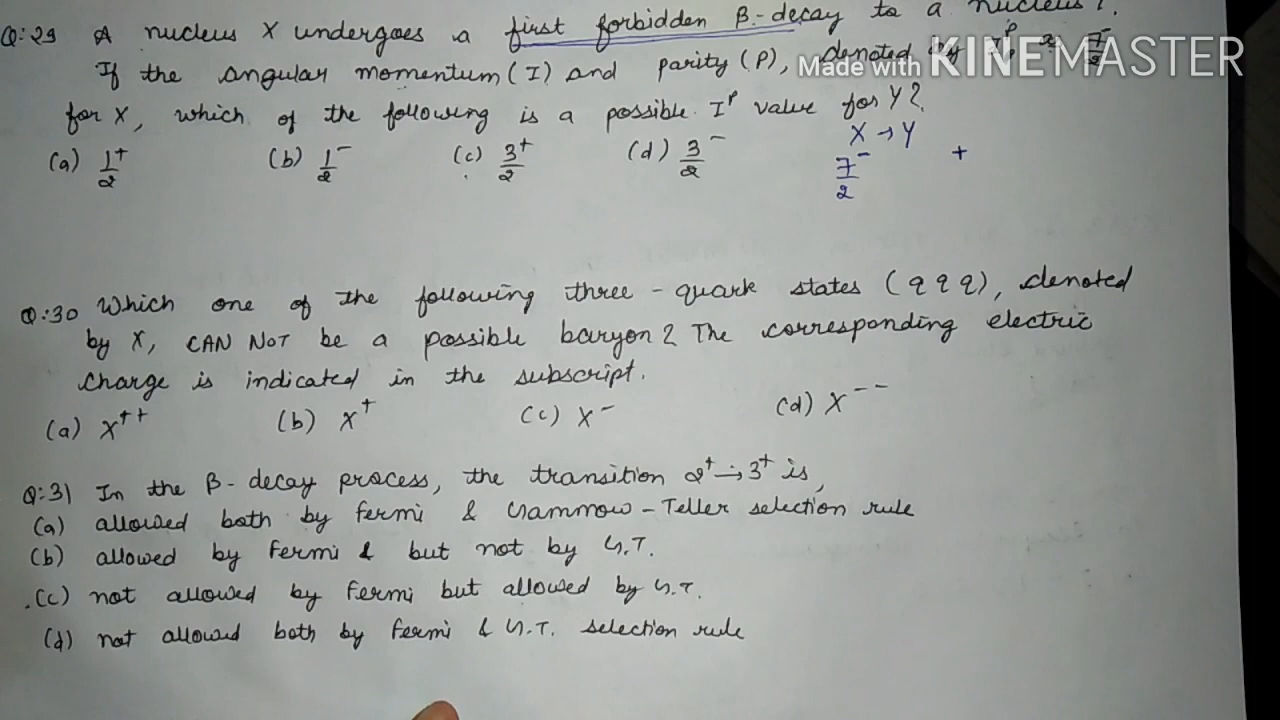 Q:29 A nucleus X undergoes a first forbidden β-decay to a nucleus
If the angular momentum (I) and parity (P), denoted by
Made with KINEMASTER
7/2⁻
for X, which of the following is a possible Iᴾ value for Y?
X → Y
(a) 1/2⁺ (b) 1/2⁻ (c) 3/2⁺ (d) 3/2⁻
7/2⁻ +
Q:30 Which one of the following three-quark states (q q q), denoted
by X, CAN NOT be a possible baryon? The corresponding electric
charge is indicated in the subscript.
(a) X⁺⁺ (b) X⁺ (c) X⁻ (d) X⁻⁻
Q:31 In the β-decay process, the transition 2⁺→3⁺ is,
(a) allowed both by fermi & Gammow-Teller selection rule
(b) allowed by Fermi & but not by G.T.
(c) not allowed by Fermi but allowed by G.T.
(d) not allowed both by Fermi & G.T. selection rule